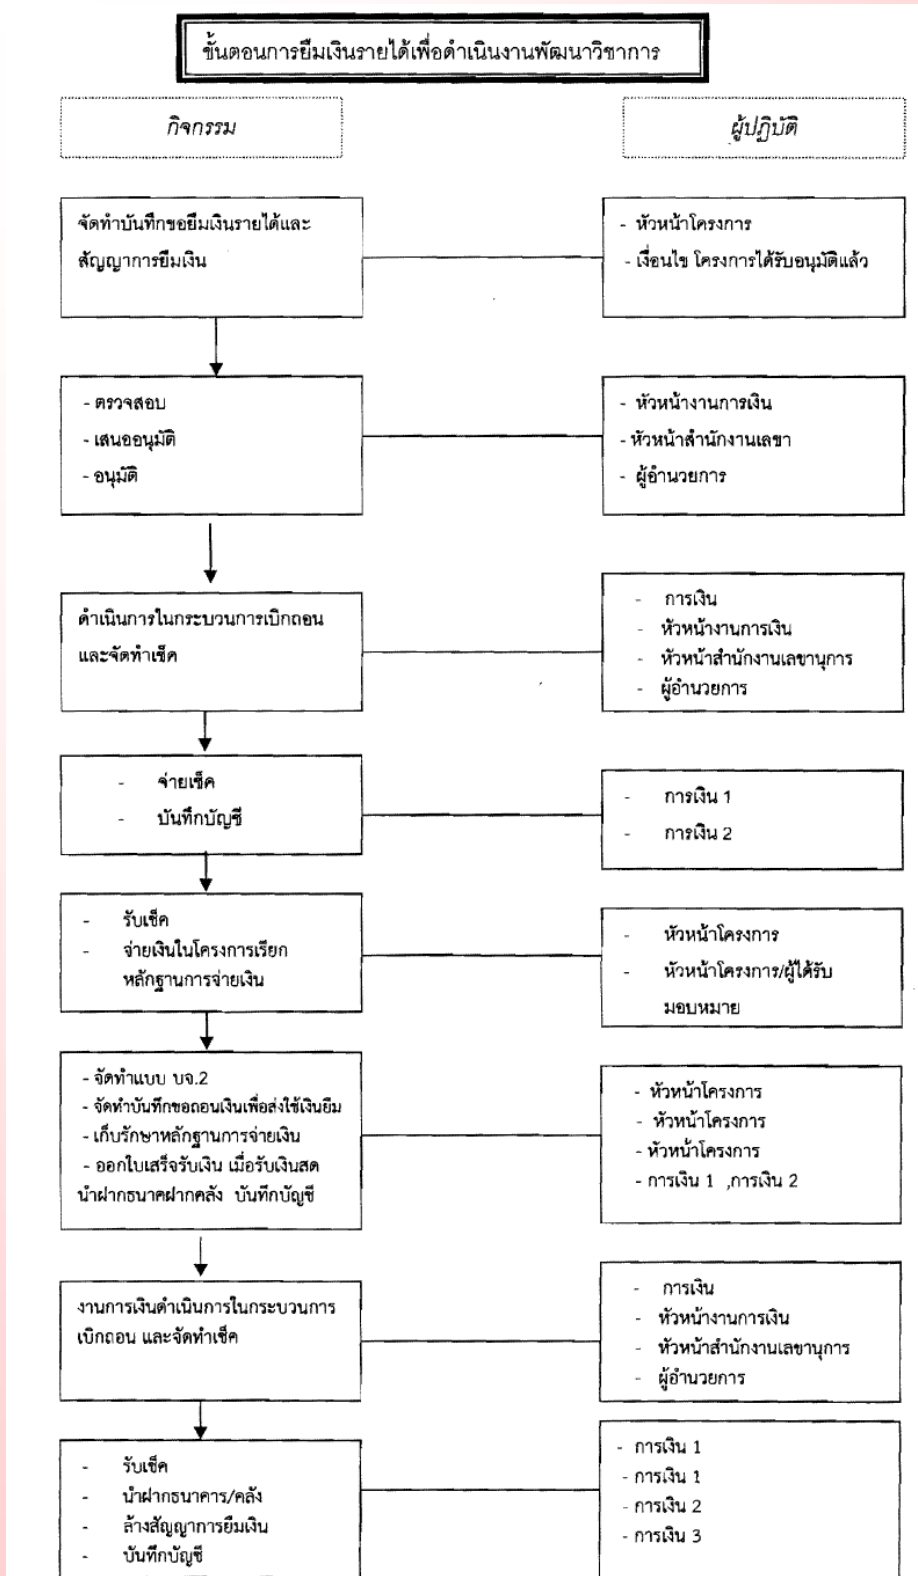 ขั้นตอนการยืมเงินรายได้เพื่อดำเนินงานพัฒนาวิชาการ
กิจกรรม
ผู้ปฏิบัติ
จัดทำบันทึกขอยืมเงินรายได้และ
สัญญาการยืมเงิน
- หัวหน้าโครงการ
- เงื่อนไข โครงการได้รับอนุมัติแล้ว
- ตรวจสอบ
- เสนออนุมัติ
- อนุมัติ
- หัวหน้างานการเงิน
- หัวหน้าสำนักงานเลขา
- ผู้อำนวยการ
ดำเนินการในกระบวนการเบิกถอน
และจัดทำเช็ค
- การเงิน
- หัวหน้างานการเงิน
- หัวหน้าสำนักงานเลขานุการ
- ผู้อำนวยการ
- จ่ายเช็ค
- บันทึกบัญชี
- การเงิน 1
- การเงิน 2
- รับเช็ค
- จ่ายเงินในโครงการเรียก
หลักฐานการจ่ายเงิน
- หัวหน้าโครงการ
- หัวหน้าโครงการ/ผู้ได้รับ
มอบหมาย
- จัดทำแบบ บจ.2
- จัดทำบันทึกขอถอนเงินเพื่อส่งใช้เงินยืม
- เก็บรักษาหลักฐานการจ่ายเงิน
- ออกใบเสร็จรับเงิน เมื่อรับเงินสด
นำฝากธนาคฝากคลัง บันทึกบัญชี
- หัวหน้าโครงการ
- หัวหน้าโครงการ
- หัวหน้าโครงการ
- การเงิน 1 ,การเงิน 2
งานการเงินดำเนินการในกระบวนการ
เบิกถอน และจัดทำเช็ค
- การเงิน
- หัวหน้างานการเงิน
- หัวหน้าสำนักงานเลขานุการ
- ผู้อำนวยการ
- รับเช็ค
- นำฝากธนาคาร/คลัง
- ล้างสัญญาการยืมเงิน
- บันทึกบัญชี
- การเงิน 1
- การเงิน 1
- การเงิน 2
- การเงิน 3